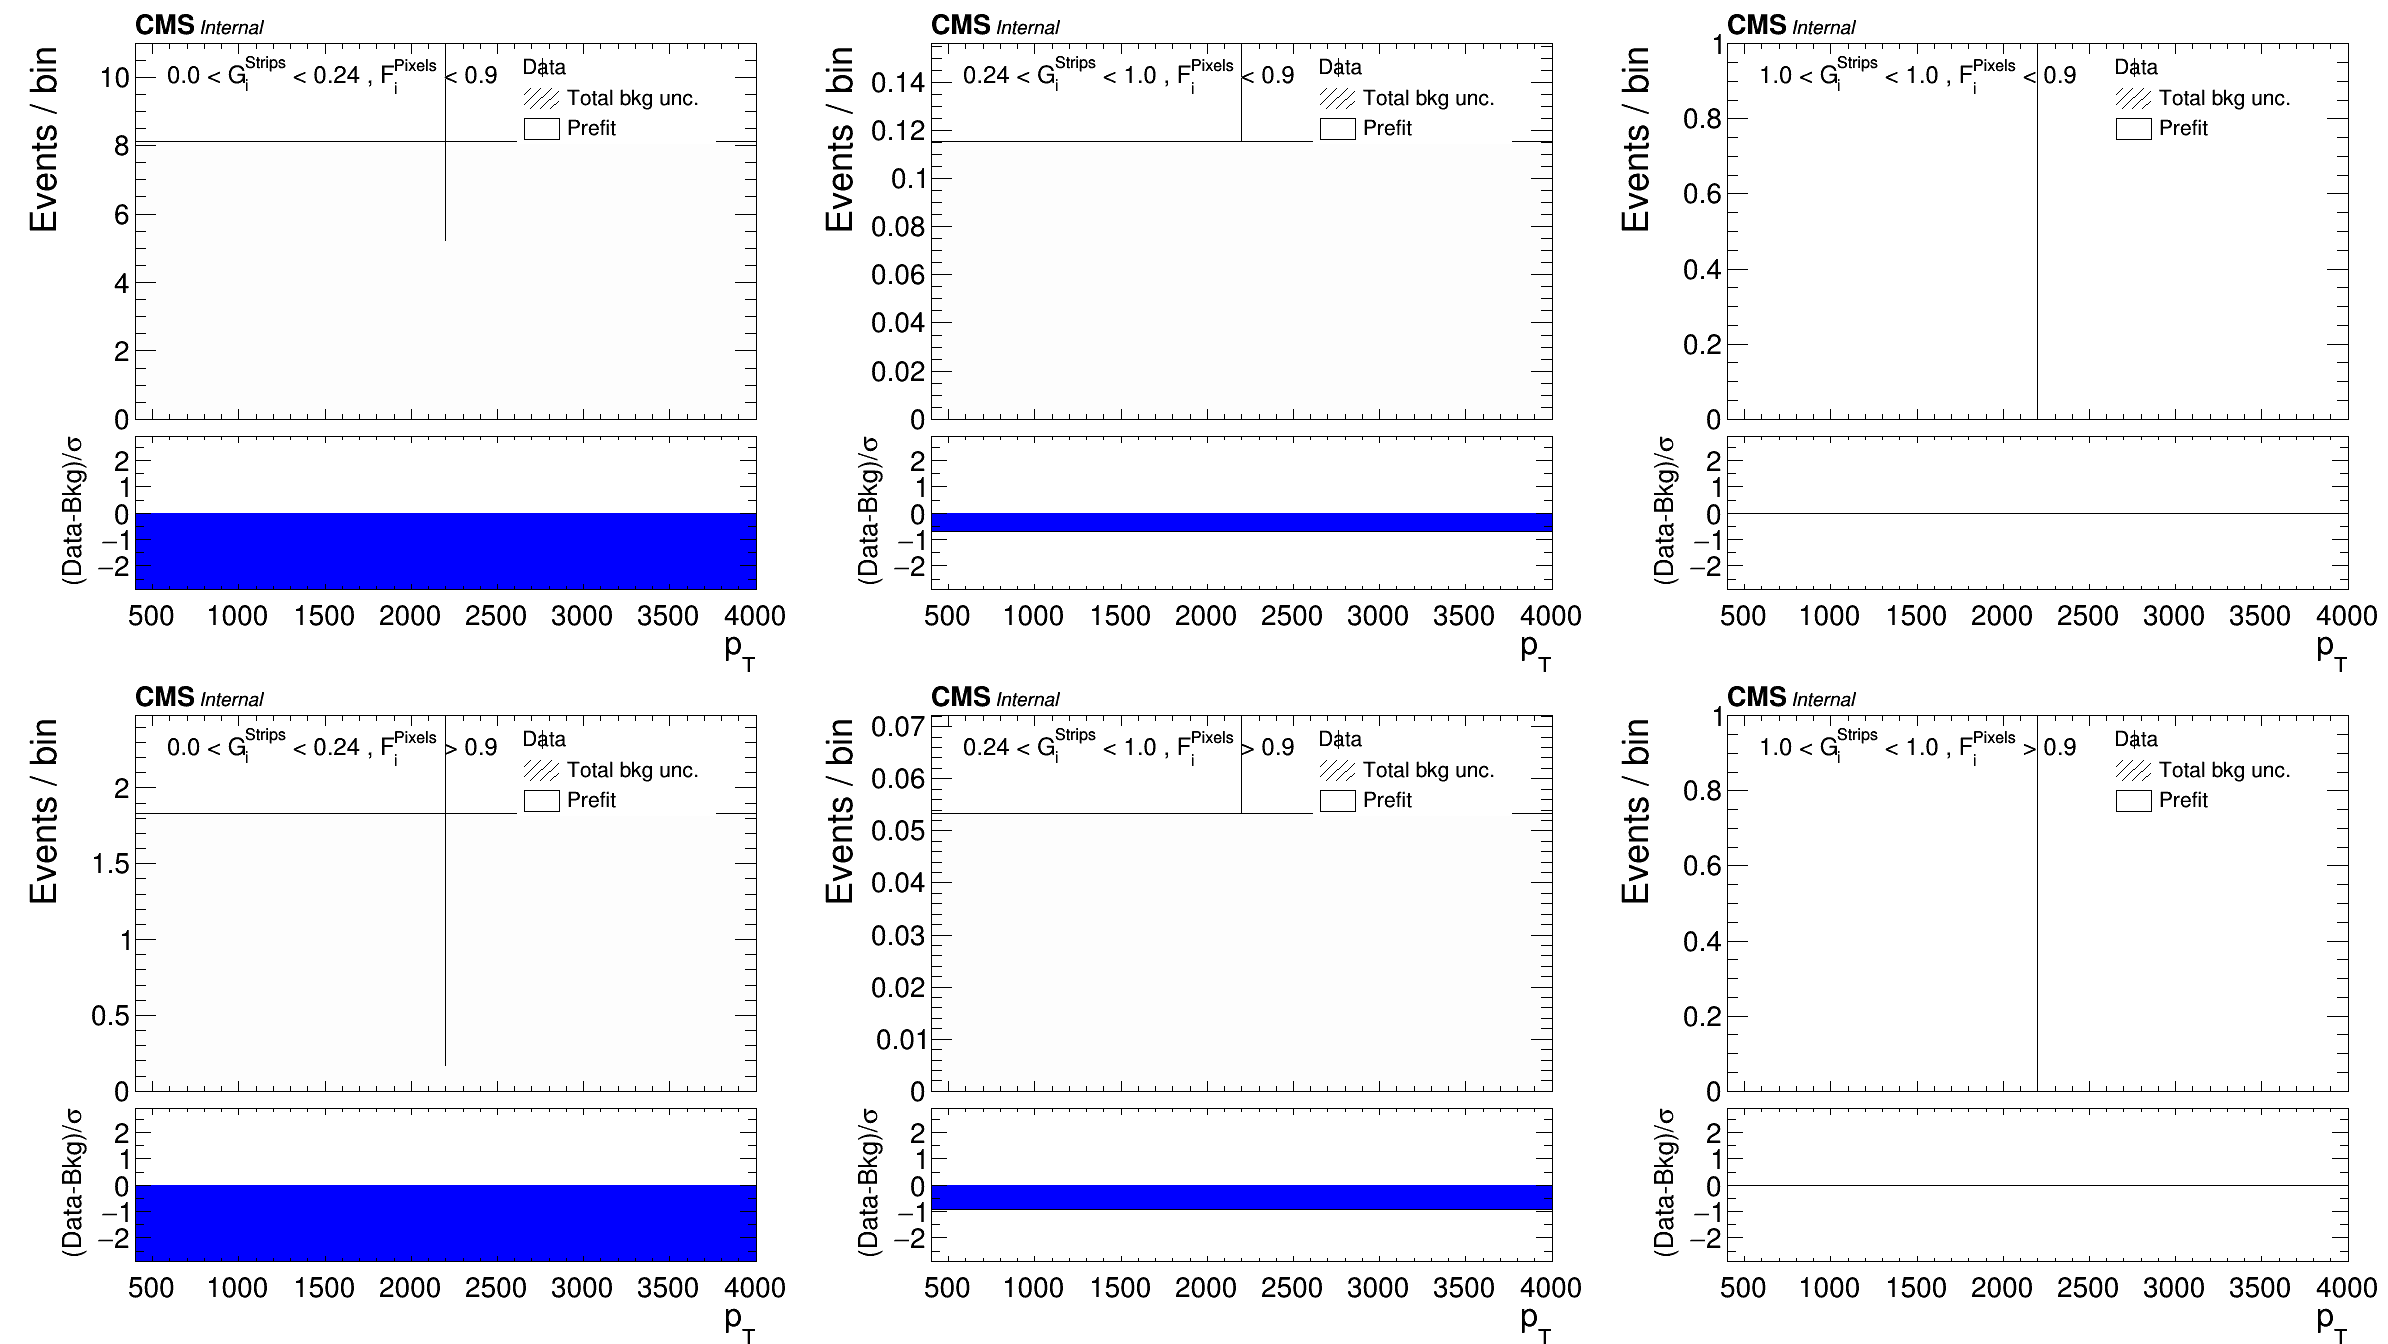 CMS Internal
Events / bin
0.0 < G_i^Strips < 0.24 , F_i^Pixels < 0.9
Data
Total bkg unc.
Prefit
10
8
6
4
2
0
(Data-Bkg)/σ
2
1
0
−1
−2
500 1000 1500 2000 2500 3000 3500 4000
p_T
CMS Internal
Events / bin
0.24 < G_i^Strips < 1.0 , F_i^Pixels < 0.9
Data
Total bkg unc.
Prefit
0.14
0.12
0.1
0.08
0.06
0.04
0.02
0
(Data-Bkg)/σ
2
1
0
−1
−2
500 1000 1500 2000 2500 3000 3500 4000
p_T
CMS Internal
Events / bin
1.0 < G_i^Strips < 1.0 , F_i^Pixels < 0.9
Data
Total bkg unc.
Prefit
1
0.8
0.6
0.4
0.2
0
(Data-Bkg)/σ
2
1
0
−1
−2
500 1000 1500 2000 2500 3000 3500 4000
p_T
CMS Internal
Events / bin
0.0 < G_i^Strips < 0.24 , F_i^Pixels > 0.9
Data
Total bkg unc.
Prefit
2
1.5
1
0.5
0
(Data-Bkg)/σ
2
1
0
−1
−2
500 1000 1500 2000 2500 3000 3500 4000
p_T
CMS Internal
Events / bin
0.24 < G_i^Strips < 1.0 , F_i^Pixels > 0.9
Data
Total bkg unc.
Prefit
0.07
0.06
0.05
0.04
0.03
0.02
0.01
0
(Data-Bkg)/σ
2
1
0
−1
−2
500 1000 1500 2000 2500 3000 3500 4000
p_T
CMS Internal
Events / bin
1.0 < G_i^Strips < 1.0 , F_i^Pixels > 0.9
Data
Total bkg unc.
Prefit
1
0.8
0.6
0.4
0.2
0
(Data-Bkg)/σ
2
1
0
−1
−2
500 1000 1500 2000 2500 3000 3500 4000
p_T